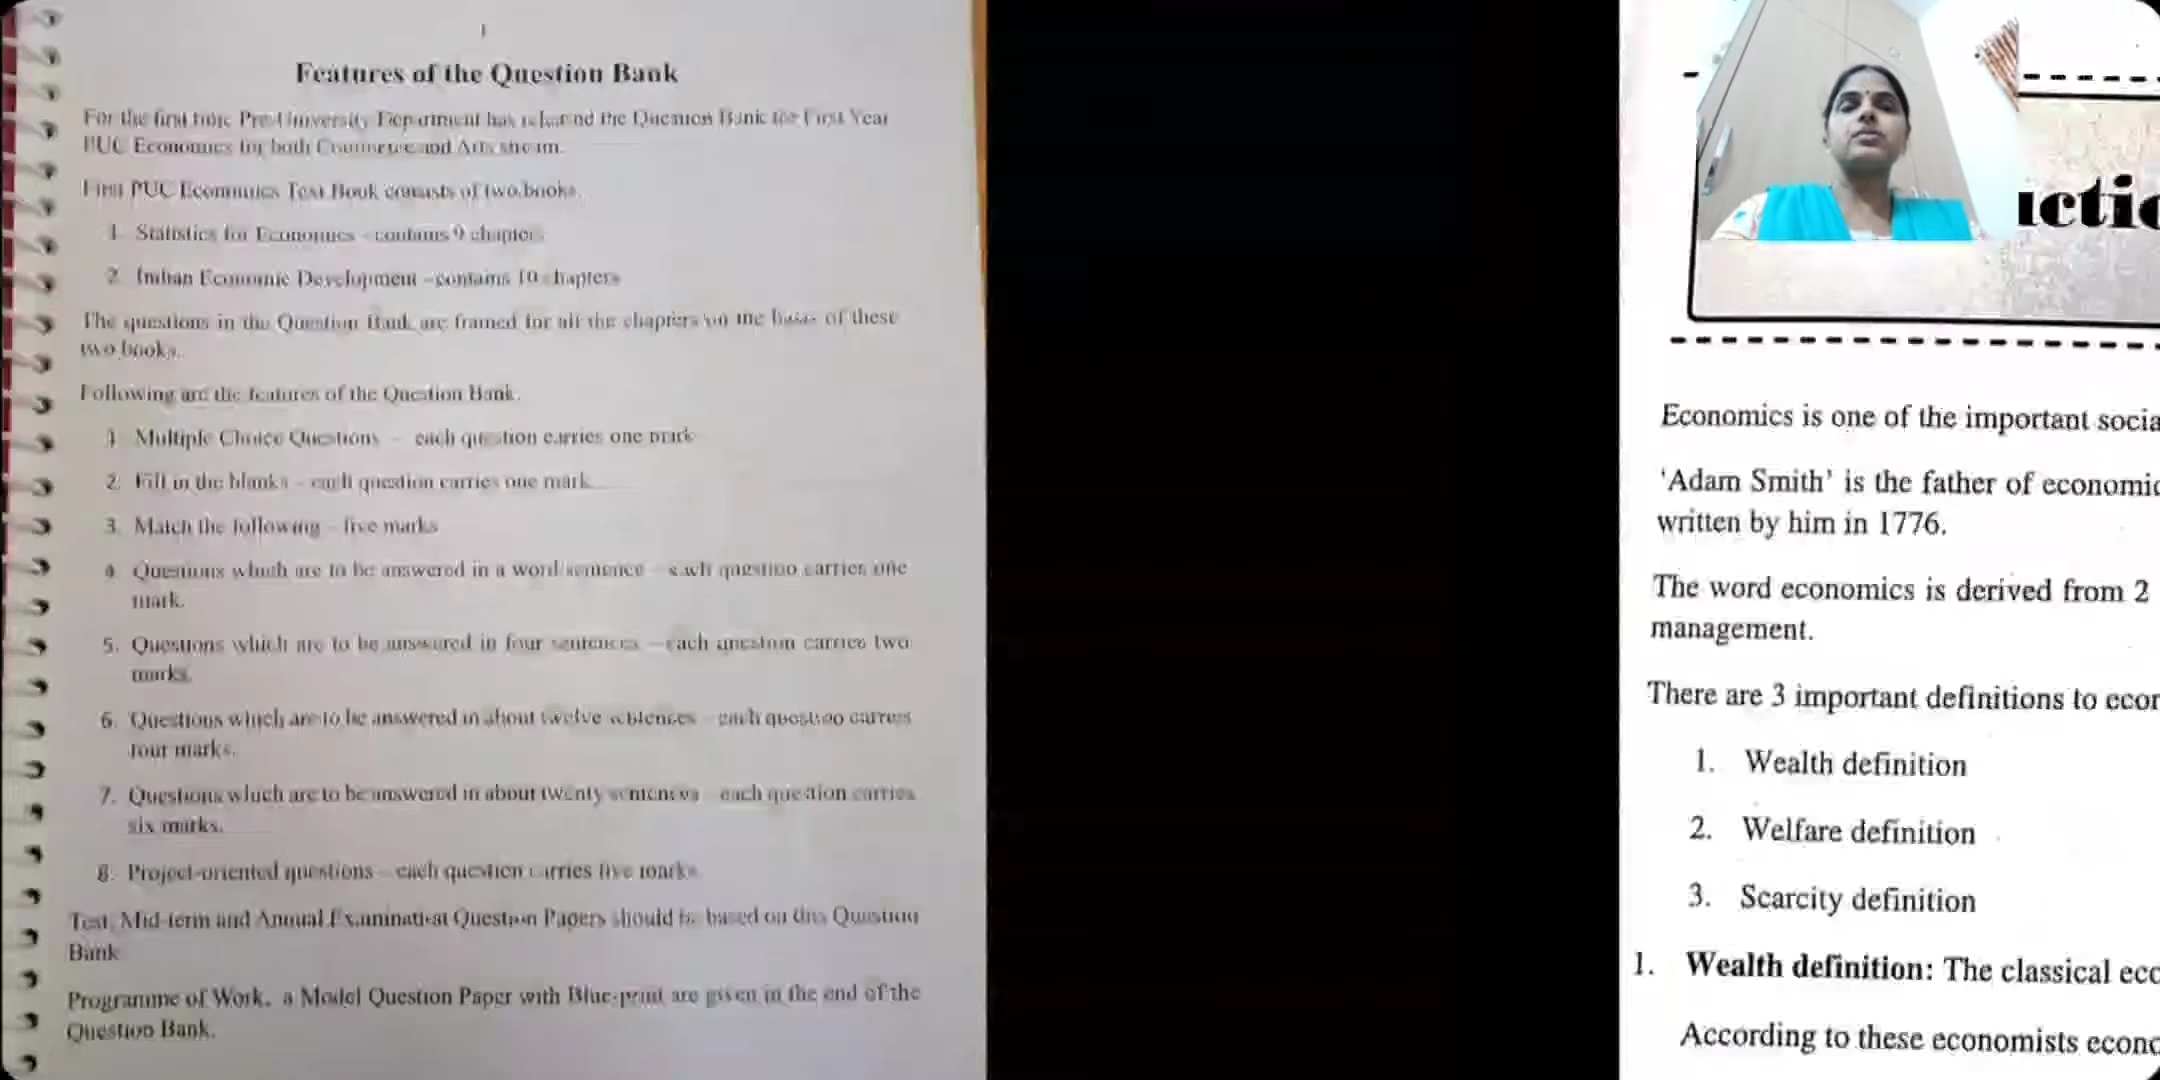 1
Features of the Question Bank
For the first time Pre-University Department has released the Question Bank for First Year
PUC Economics for both Commerce and Arts stream.
First PUC Economics Text Book consists of two books.
1. Statistics for Economics - contains 9 chapters
2. Indian Economic Development - contains 10 chapters
The questions in the Question Bank are framed for all the chapters on the basis of these
two books.
Following are the features of the Question Bank.
1. Multiple Choice Questions - each question carries one mark
2. Fill in the blanks - each question carries one mark
3. Match the following - five marks
4. Questions which are to be answered in a word/sentence - each question carries one
mark.
5. Questions which are to be answered in four sentences - each question carries two
marks.
6. Questions which are to be answered in about twelve sentences - each question carries
four marks.
7. Questions which are to be answered in about twenty sentences - each question carries
six marks.
8. Project-oriented questions - each question carries five marks
Test, Mid-term and Annual Examination Question Papers should be based on this Question
Bank
Programme of Work, a Model Question Paper with Blue-print are given in the end of the
Question Bank.
Economics is one of the important socia
'Adam Smith' is the father of economic
written by him in 1776.
The word economics is derived from 2
management.
There are 3 important definitions to econ
1. Wealth definition
2. Welfare definition
3. Scarcity definition
1. Wealth definition: The classical eco
According to these economists econo